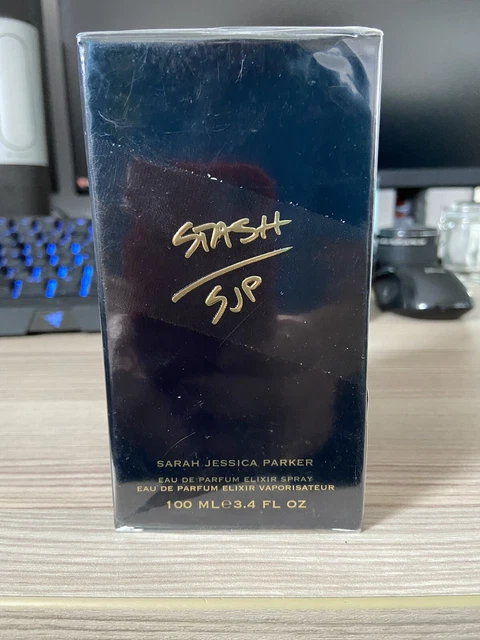 STASH
SJP
SARAH JESSICA PARKER
EAU DE PARFUM ELIXIR SPRAY
EAU DE PARFUM ELIXIR VAPORISATEUR
100 ML℮3.4 FL OZ